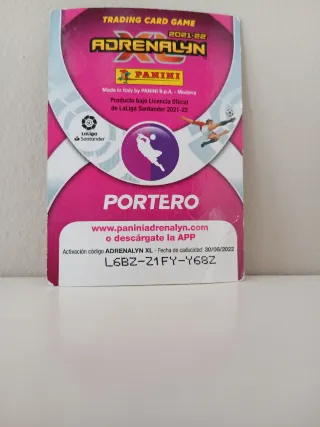 TRADING CARD GAME
2021-22
ADRENALYN
XL
PANINI
Made in Italy by PANINI S.p.A. - Modena
Producto bajo Licencia Oficial
de LaLiga Santander 2021-22
LaLiga
Santander
PORTERO
www.paniniadrenalyn.com
o descárgate la APP
Activación código ADRENALYN XL - Fecha de caducidad: 30/06/2022
L6BZ-Z1FY-Y68Z